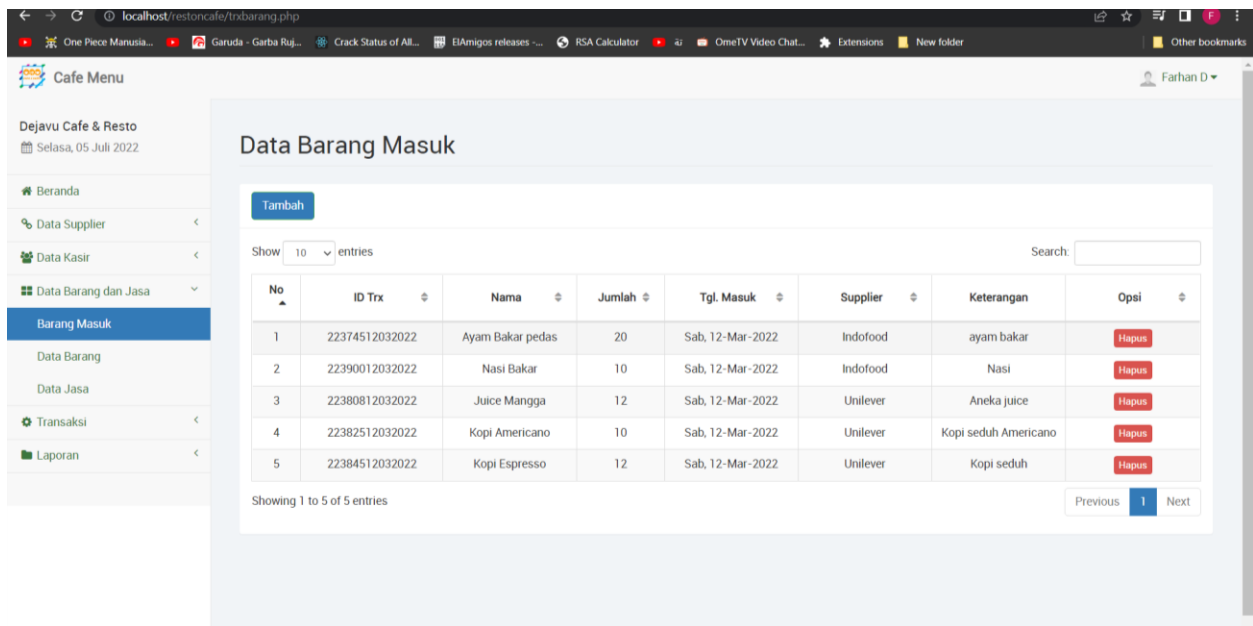 localhost/restoncafe/trxbarang.php
F
One Piece Manusia... Garuda - Garba Ruj... Crack Status of All... ElAmigos releases -... RSA Calculator OmeTV Video Chat... Extensions New folder Other bookmarks
Cafe Menu
Farhan D
Dejavu Cafe & Resto
Selasa, 05 Juli 2022
Beranda
Data Supplier
Data Kasir
Data Barang dan Jasa
Barang Masuk
Data Barang
Data Jasa
Transaksi
Laporan
Data Barang Masuk
Tambah
Show 10 entries Search:
No ID Trx Nama Jumlah Tgl. Masuk Supplier Keterangan Opsi
1 22374512032022 Ayam Bakar pedas 20 Sab, 12-Mar-2022 Indofood ayam bakar Hapus
2 22390012032022 Nasi Bakar 10 Sab, 12-Mar-2022 Indofood Nasi Hapus
3 22380812032022 Juice Mangga 12 Sab, 12-Mar-2022 Unilever Aneka juice Hapus
4 22382512032022 Kopi Americano 10 Sab, 12-Mar-2022 Unilever Kopi seduh Americano Hapus
5 22384512032022 Kopi Espresso 12 Sab, 12-Mar-2022 Unilever Kopi seduh Hapus
Showing 1 to 5 of 5 entries Previous 1 Next